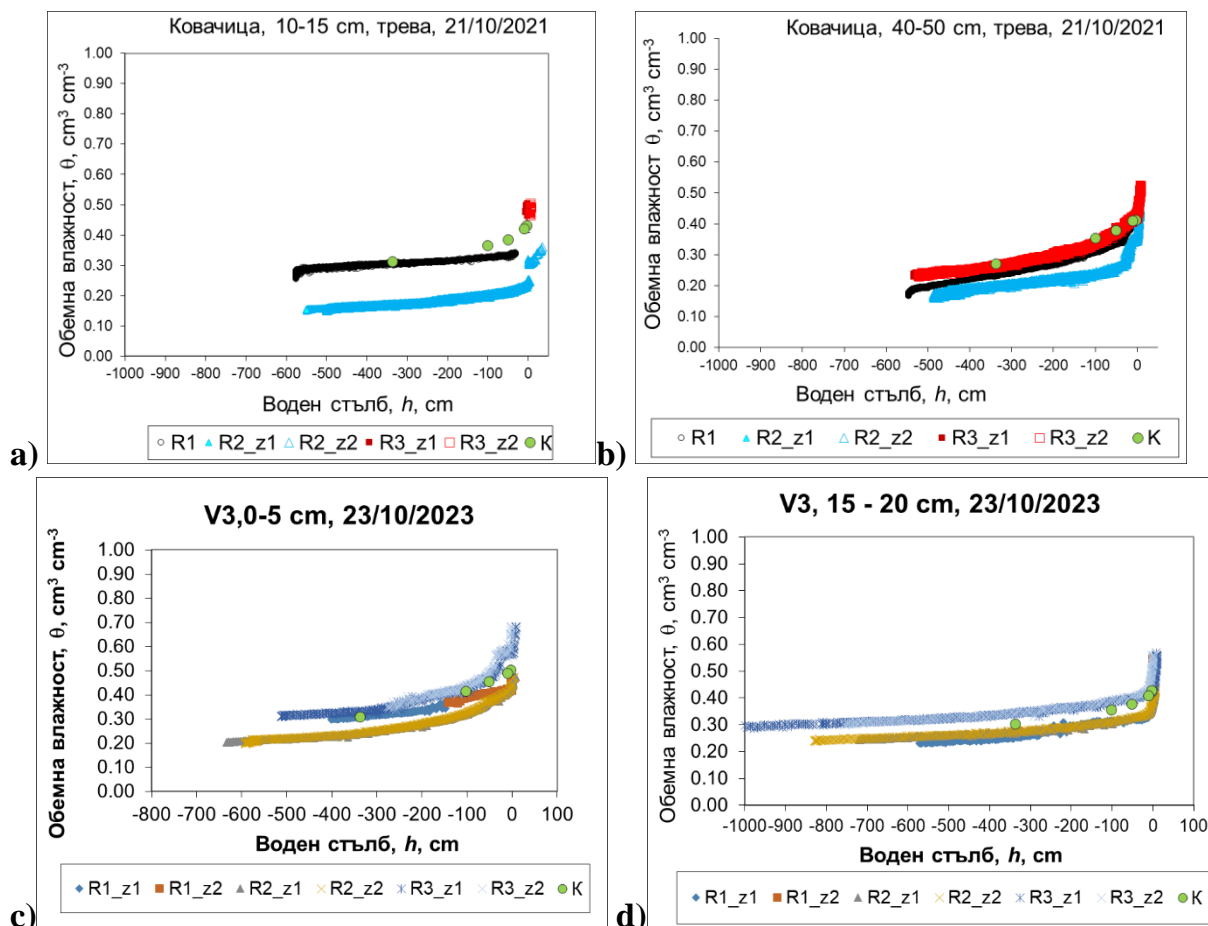 Ковачица, 10-15 cm, трева, 21/10/2021
Обемна влажност, θ, cm³ cm⁻³
1.00
0.90
0.80
0.70
0.60
0.50
0.40
0.30
0.20
0.10
0.00
-1000 -900 -800 -700 -600 -500 -400 -300 -200 -100 0
Воден стълб, h, cm
R1 R2_z1 R2_z2 R3_z1 R3_z2 K
a)
Ковачица, 40-50 cm, трева, 21/10/2021
Обемна влажност θ, cm³ cm⁻³
1.00
0.90
0.80
0.70
0.60
0.50
0.40
0.30
0.20
0.10
0.00
-1000 -900 -800 -700 -600 -500 -400 -300 -200 -100 0
Воден стълб, h, cm
R1 R2_z1 R2_z2 R3_z1 R3_z2 K
b)
V3,0-5 cm, 23/10/2023
Обемна влажност, θ, cm³ cm⁻³
1.00
0.90
0.80
0.70
0.60
0.50
0.40
0.30
0.20
0.10
0.00
-800 -700 -600 -500 -400 -300 -200 -100 0 100
Воден стълб, h, cm
R1_z1 R1_z2 R2_z1 R2_z2 R3_z1 R3_z2 K
c)
V3, 15 - 20 cm, 23/10/2023
Обемна влажност, θ, cm³ cm⁻³
1.00
0.90
0.80
0.70
0.60
0.50
0.40
0.30
0.20
0.10
0.00
-1000 -900 -800 -700 -600 -500 -400 -300 -200 -100 0 100
Воден стълб, h, cm
R1_z1 R1_z2 R2_z1 R2_z2 R3_z1 R3_z2 K
d)